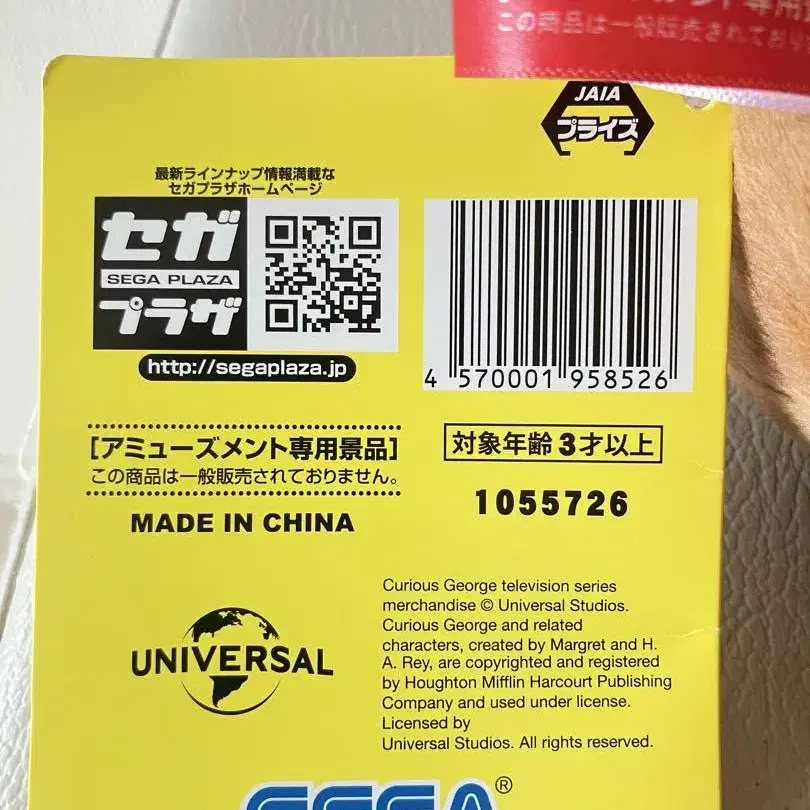 この商品は一般販売されており
JAIA
プライズ
最新ラインナップ情報満載な
セガプラザホームページ
セガ
SEGA PLAZA
プラザ
http://segaplaza.jp
4 570001 958526
[アミューズメント専用景品]
この商品は一般販売されておりません。
対象年齢3才以上
MADE IN CHINA
1055726
UNIVERSAL
Curious George television series
merchandise © Universal Studios.
Curious George and related
characters, created by Margret and H.
A. Rey, are copyrighted and registered
by Houghton Mifflin Harcourt Publishing
Company and used under license.
Licensed by
Universal Studios. All rights reserved.
SEGA®